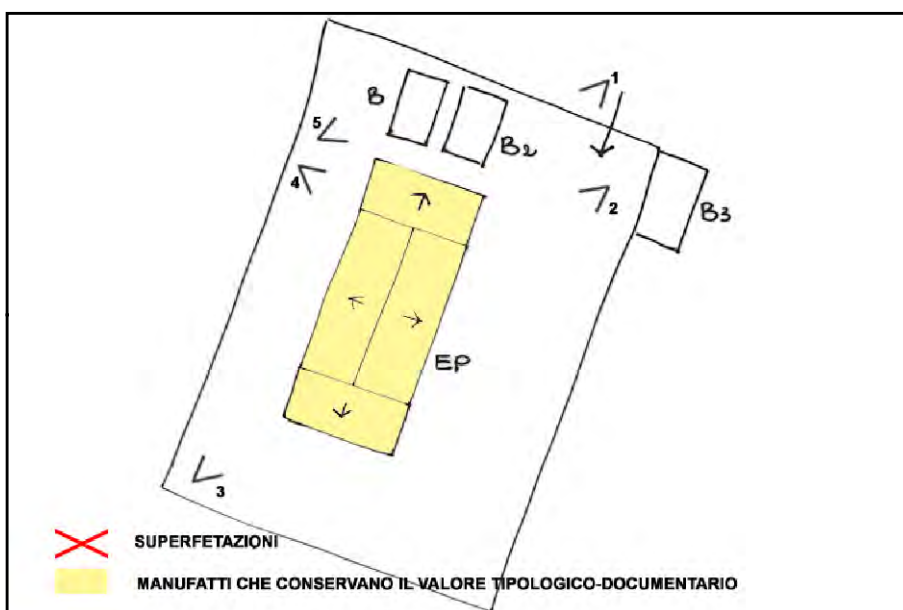 1
B
B2
5
4
2
B3
EP
3
SUPERFETAZIONI
MANUFATTI CHE CONSERVANO IL VALORE TIPOLOGICO-DOCUMENTARIO